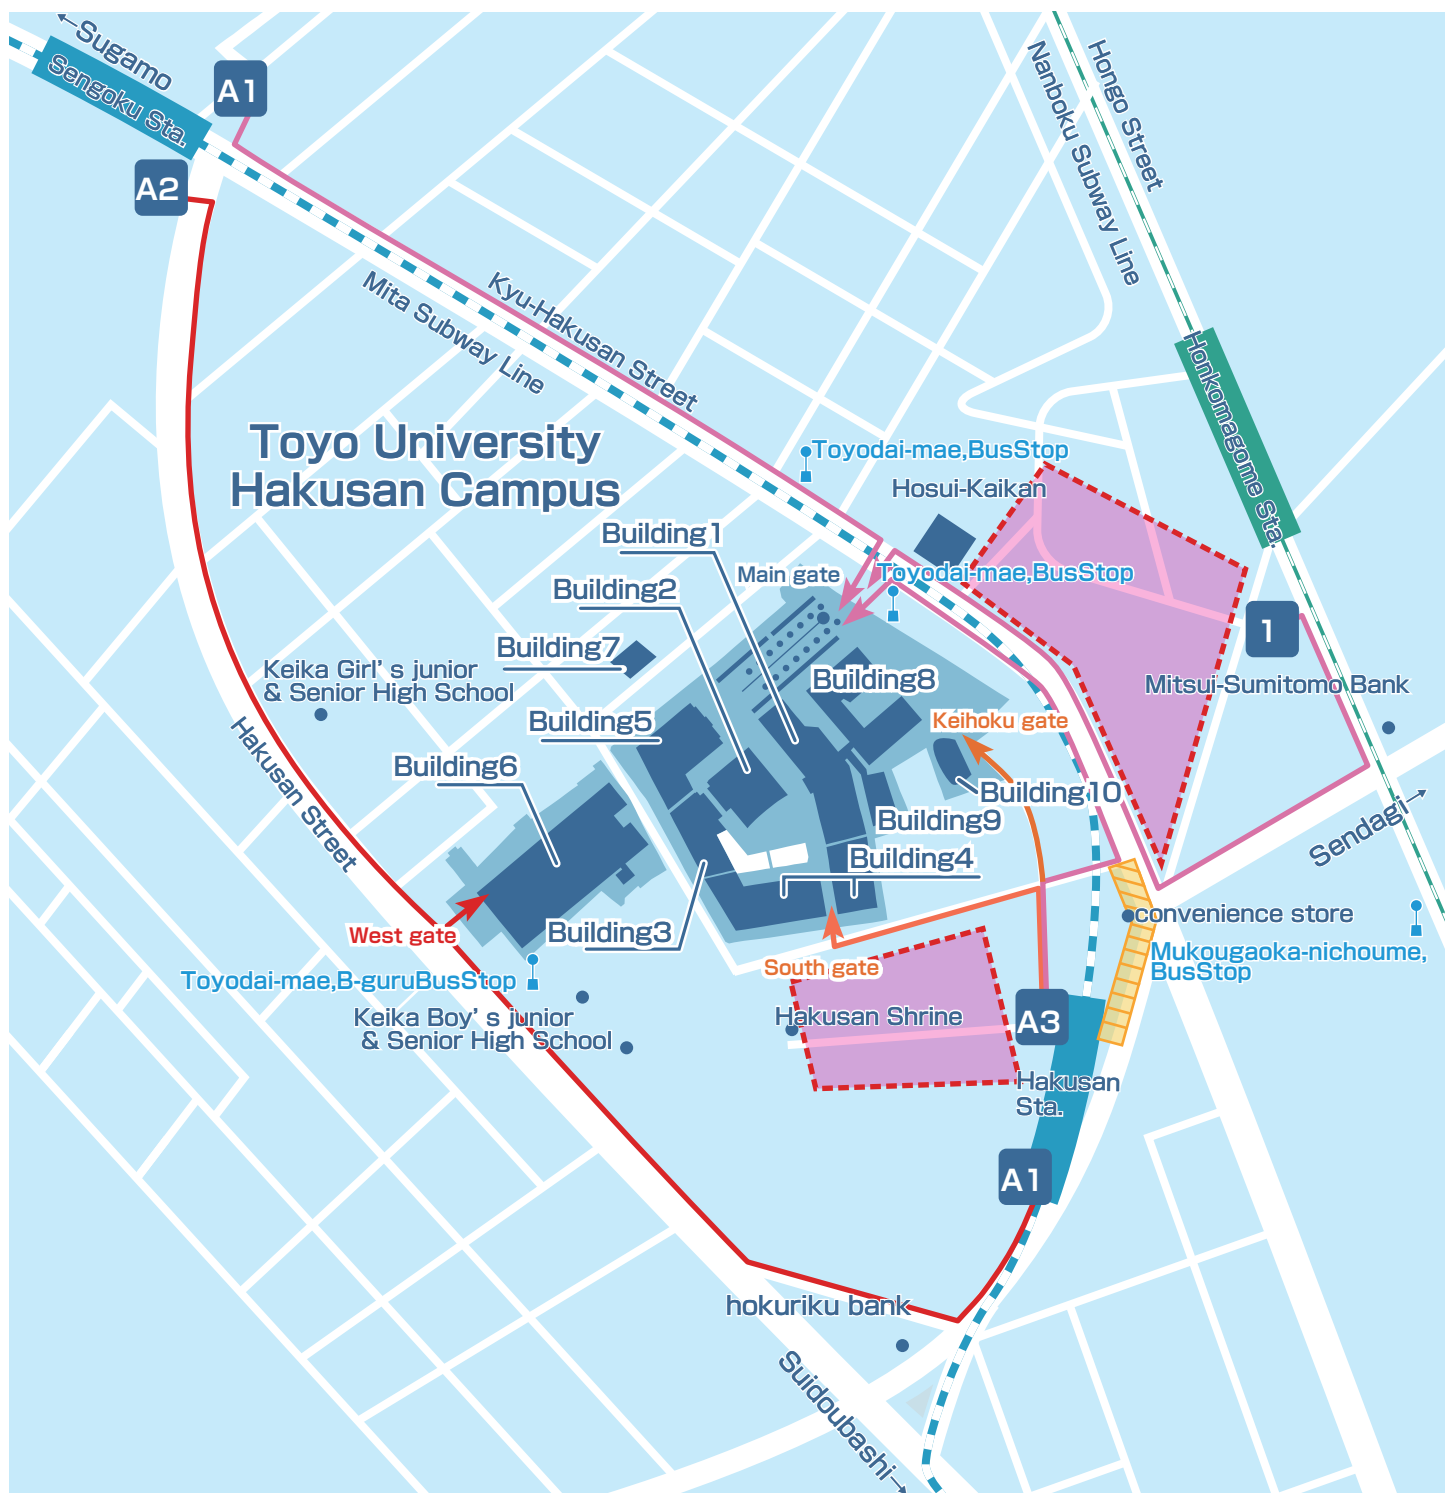 ←Sugamo
Sengoku Sta.
A1
A2
Hongo Street
Nanboku Subway Line
Kyu-Hakusan Street
Mita Subway Line
Honkomagome Sta.
Toyo University
Hakusan Campus
Toyodai-mae,BusStop
Hosui-Kaikan
Building1
Main gate
Toyodai-mae,BusStop
Building2
1
Building7
Keika Girl’s junior
& Senior High School
Building8
Mitsui-Sumitomo Bank
Building5
Keihoku gate
Hakusan Street
Building6
Building10
Building9
Sendagi→
Building4
convenience store
West gate
Building3
Mukougaoka-nichoume,
BusStop
South gate
Toyodai-mae,B-guruBusStop
Keika Boy’s junior
& Senior High School
Hakusan Shrine
A3
Hakusan
Sta.
A1
hokuriku bank
Suidoubashi→